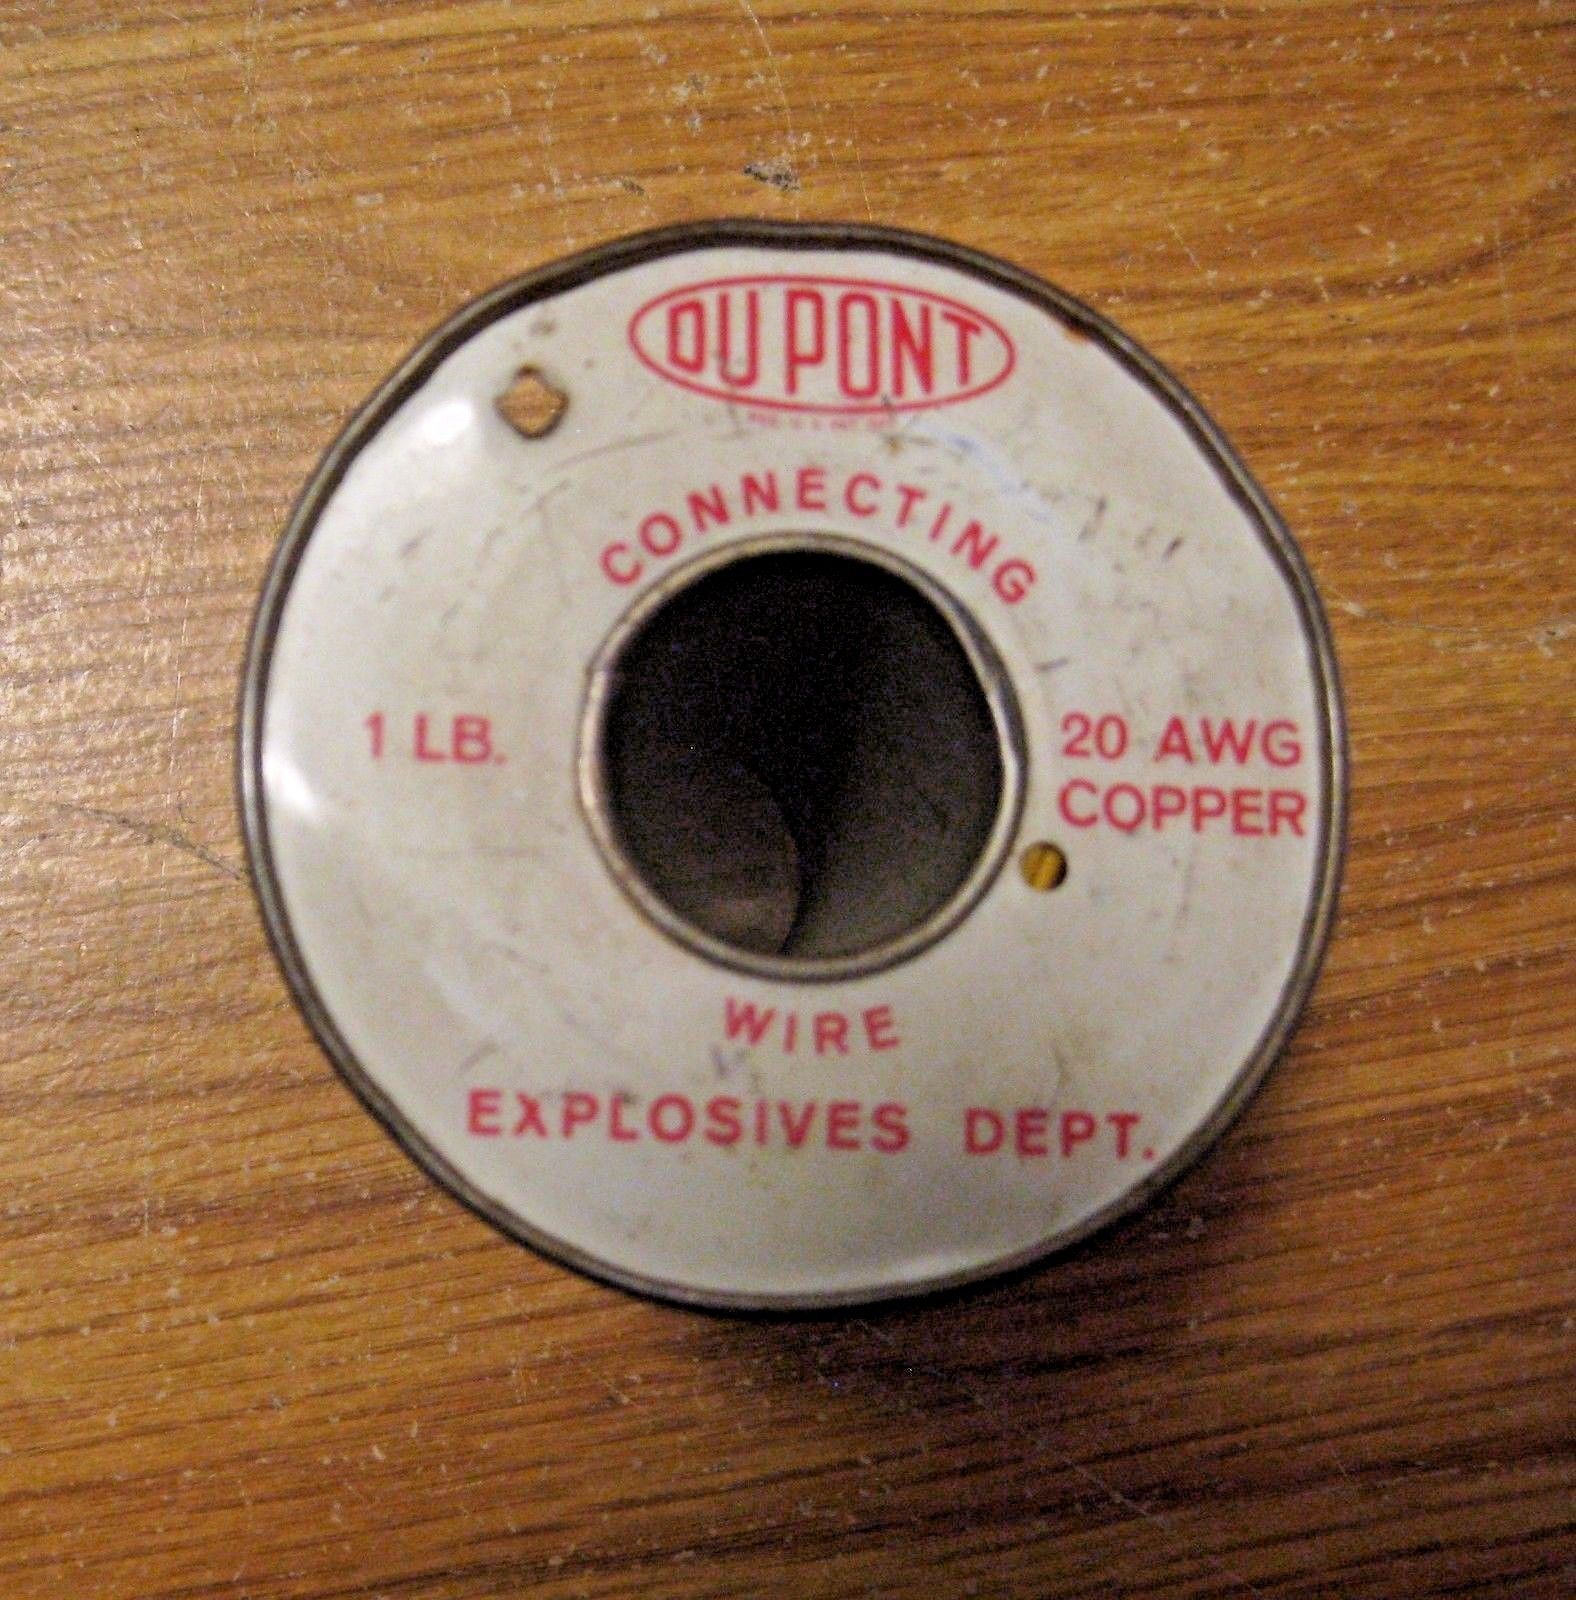 DU PONT
CONNECTING
1 LB.
20 AWG
COPPER
WIRE
EXPLOSIVES DEPT.